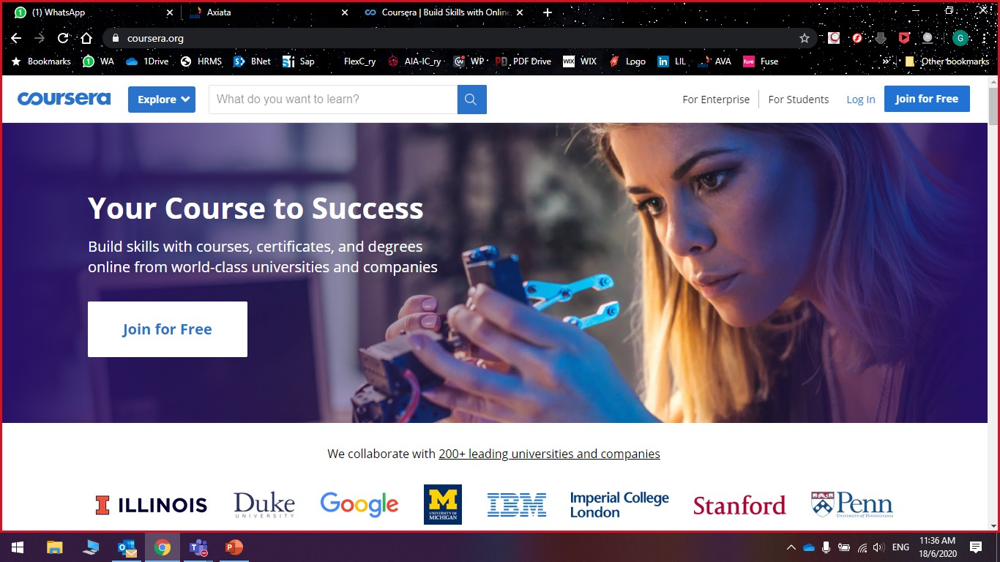 (1) WhatsApp
Axiata
Coursera | Build Skills with Online
coursera.org
G
Bookmarks
1 WA
1Drive
HRMS
BNet
Sap
FlexC_ry
AIA-IC_ry
WP
PDF Drive
WIX WIX
Logo
in LIL
AVA
fuse Fuse
Other bookmarks
coursera
Explore
What do you want to learn?
For Enterprise
For Students
Log In
Join for Free
Your Course to Success
Build skills with courses, certificates, and degrees
online from world-class universities and companies
Join for Free
We collaborate with 200+ leading universities and companies
I ILLINOIS
Duke
UNIVERSITY
Google
M
UNIVERSITY OF
MICHIGAN
IBM
Imperial College
London
Stanford
Penn
UNIVERSITY of PENNSYLVANIA
ENG
11:36 AM
18/6/2020